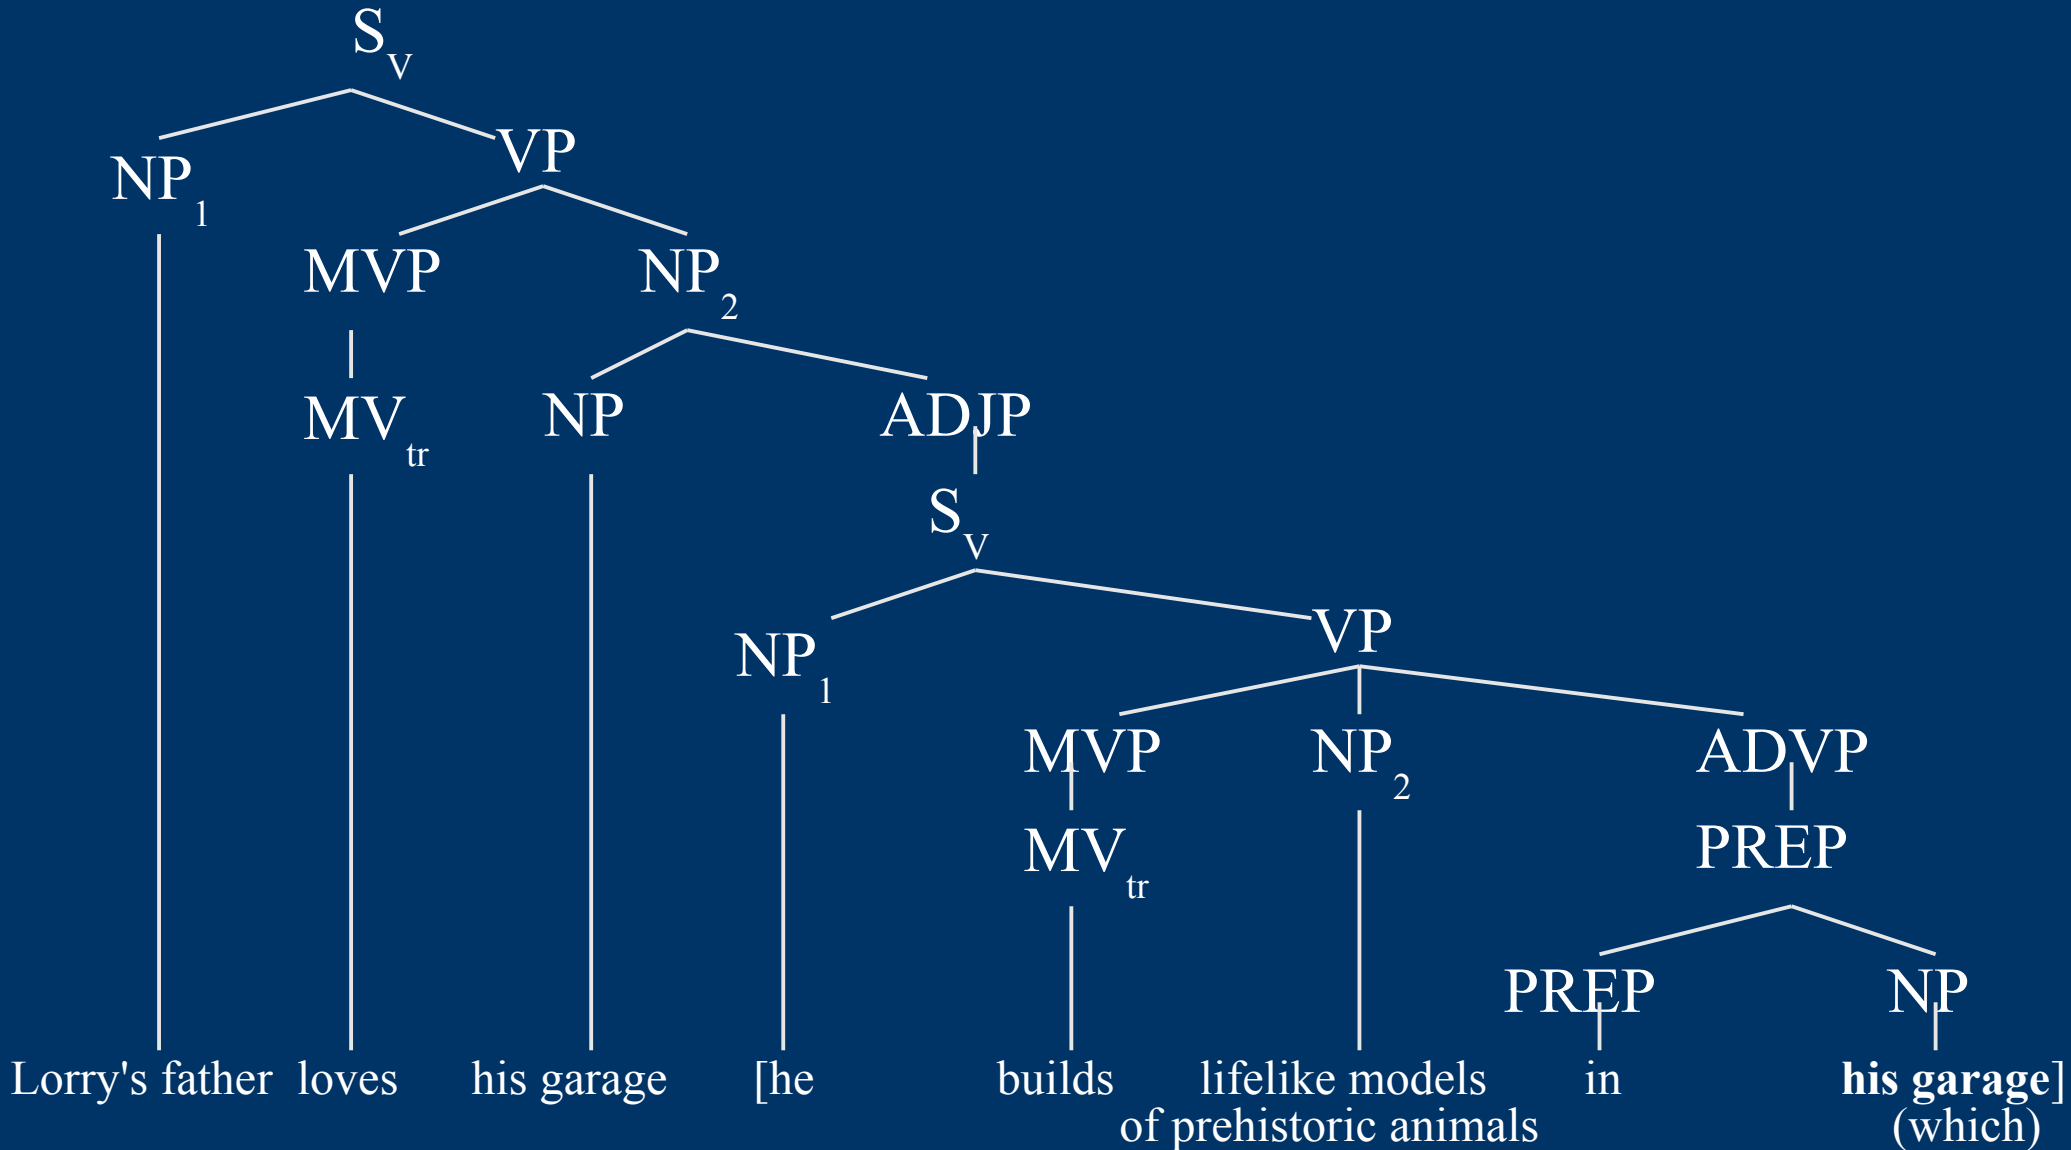 S
V
NP
1
VP
MVP
NP
2
MV
tr
NP
ADJP
S
V
NP
1
VP
MVP
NP
2
ADVP
MV
tr
PREP
PREP
NP
Lorry's father loves his garage [he builds lifelike models in his garage]
of prehistoric animals (which)